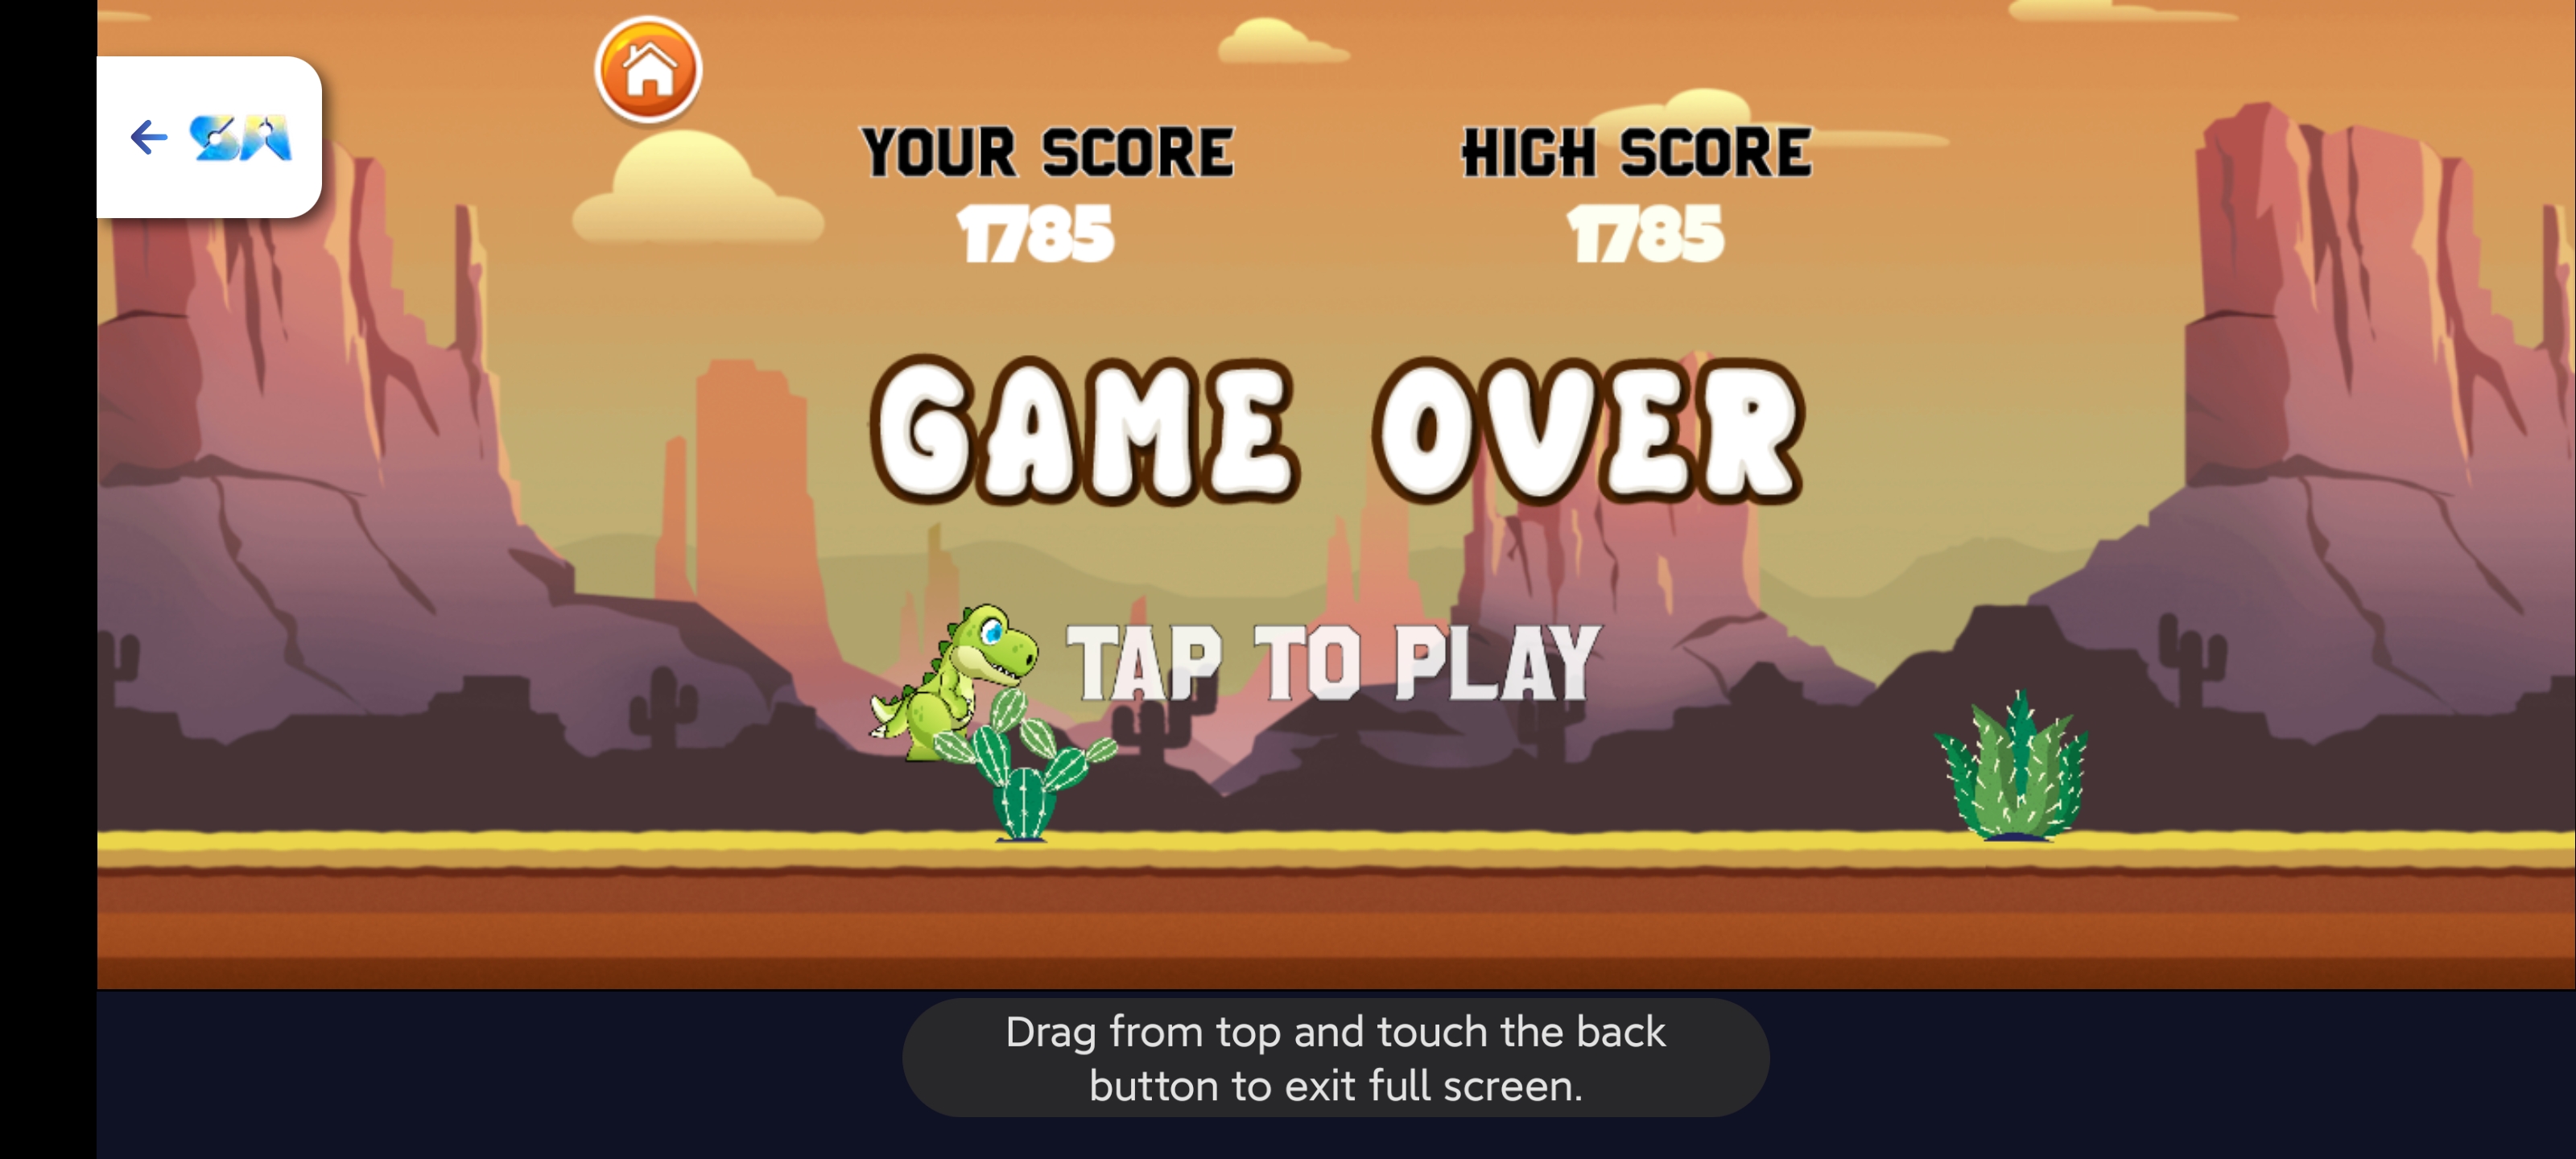 SA
YOUR SCORE
1785
HIGH SCORE
1785
GAME OVER
TAP TO PLAY
Drag from top and touch the back
button to exit full screen.